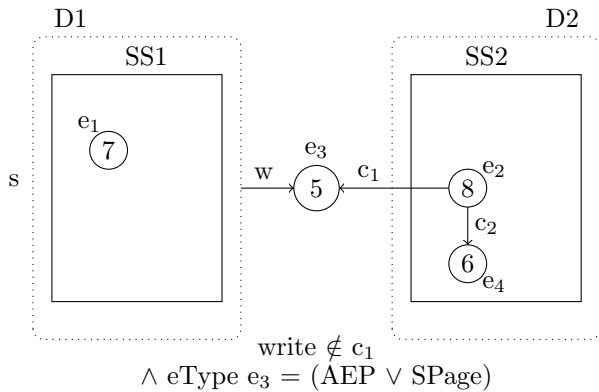 D1 D2
SS1 SS2
e₁
7
s
w
e₃
5
c₁
e₂
8
c₂
6
e₄
write ∉ c₁
∧ eType e₃ = (AEP ∨ SPage)